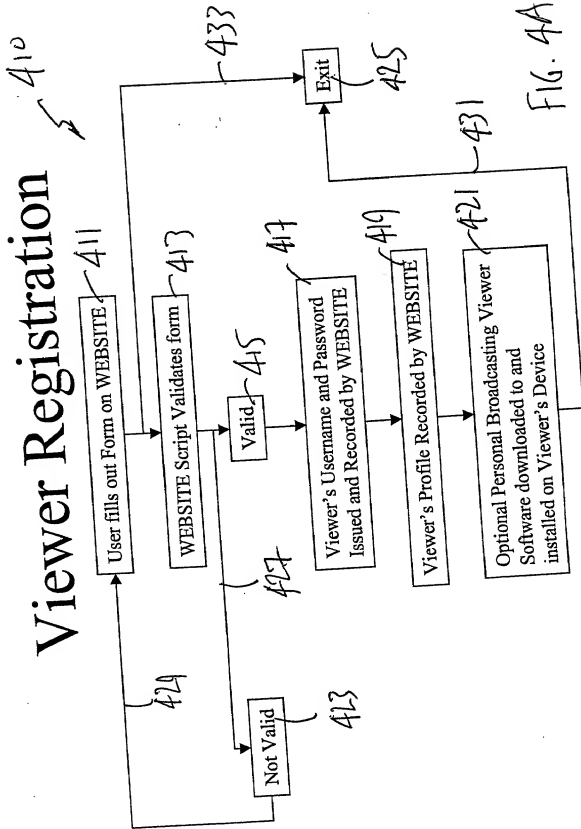 Viewer Registration
410
User fills out Form on WEBSITE
411
433
WEBSITE Script Validates form
413
Valid
415
Exit
425
427
Not Valid
423
Viewer's Username and Password
Issued and Recorded by WEBSITE
417
Viewer's Profile Recorded by WEBSITE
419
Optional Personal Broadcasting Viewer
Software downloaded to and
installed on Viewer's Device
421
431
FIG. 4A